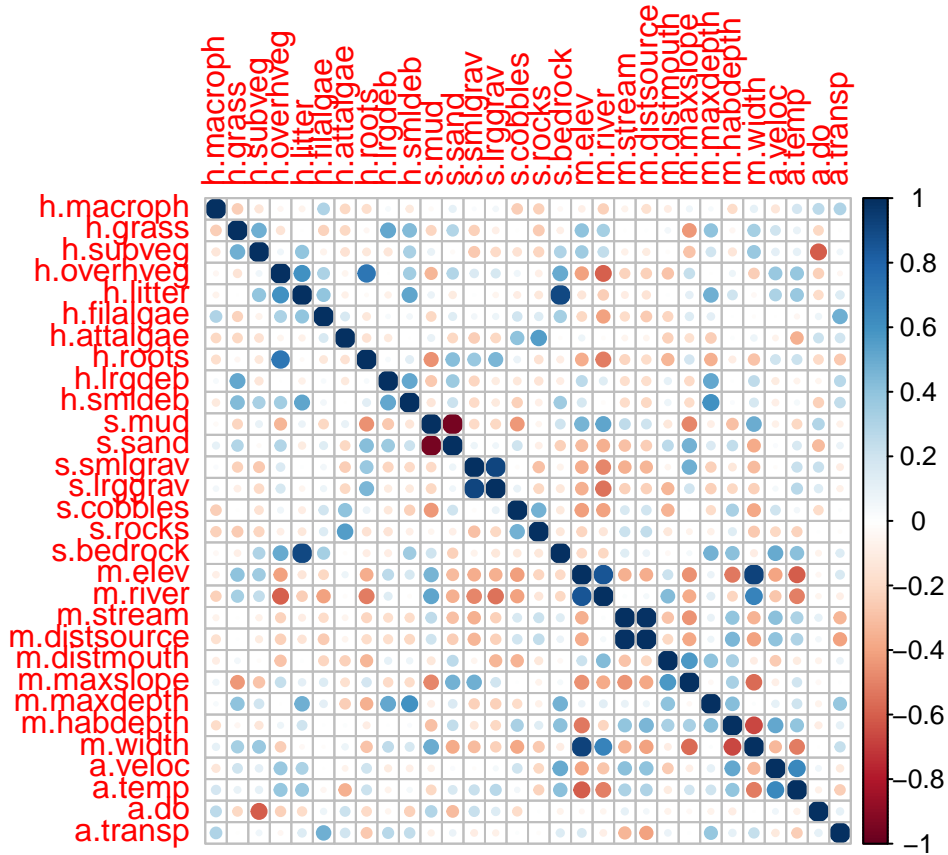 h.macroph
h.grass
h.subveg
h.overhveg
h.litter
h.filalgae
h.attalgae
h.roots
h.lrgdeb
h.smldeb
s.mud
s.sand
s.smlgrav
s.lrggrav
s.cobbles
s.rocks
s.bedrock
m.elev
m.river
m.stream
m.distsource
m.distmouth
m.maxslope
m.maxdepth
m.habdepth
m.width
a.veloc
a.temp
a.do
a.transp
h.macroph
h.grass
h.subveg
h.overhveg
h.litter
h.filalgae
h.attalgae
h.roots
h.lrgdeb
h.smldeb
s.mud
s.sand
s.smlgrav
s.lrggrav
s.cobbles
s.rocks
s.bedrock
m.elev
m.river
m.stream
m.distsource
m.distmouth
m.maxslope
m.maxdepth
m.habdepth
m.width
a.veloc
a.temp
a.do
a.transp
1
0.8
0.6
0.4
0.2
0
−0.2
−0.4
−0.6
−0.8
−1